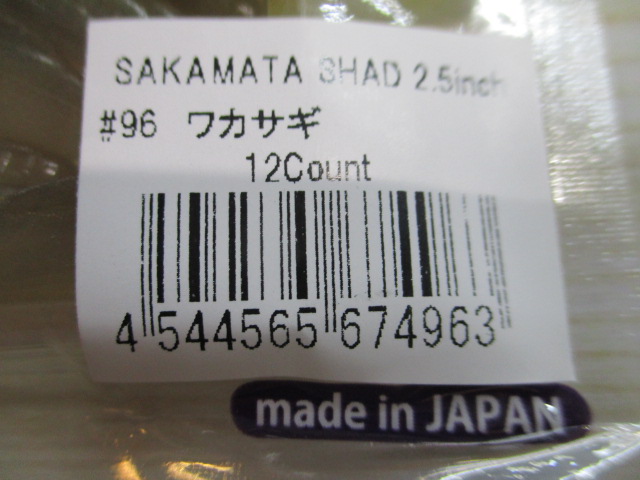 SAKAMATA SHAD 2.5inch
#96 ワカサギ
12Count
4 544565 674963
made in JAPAN